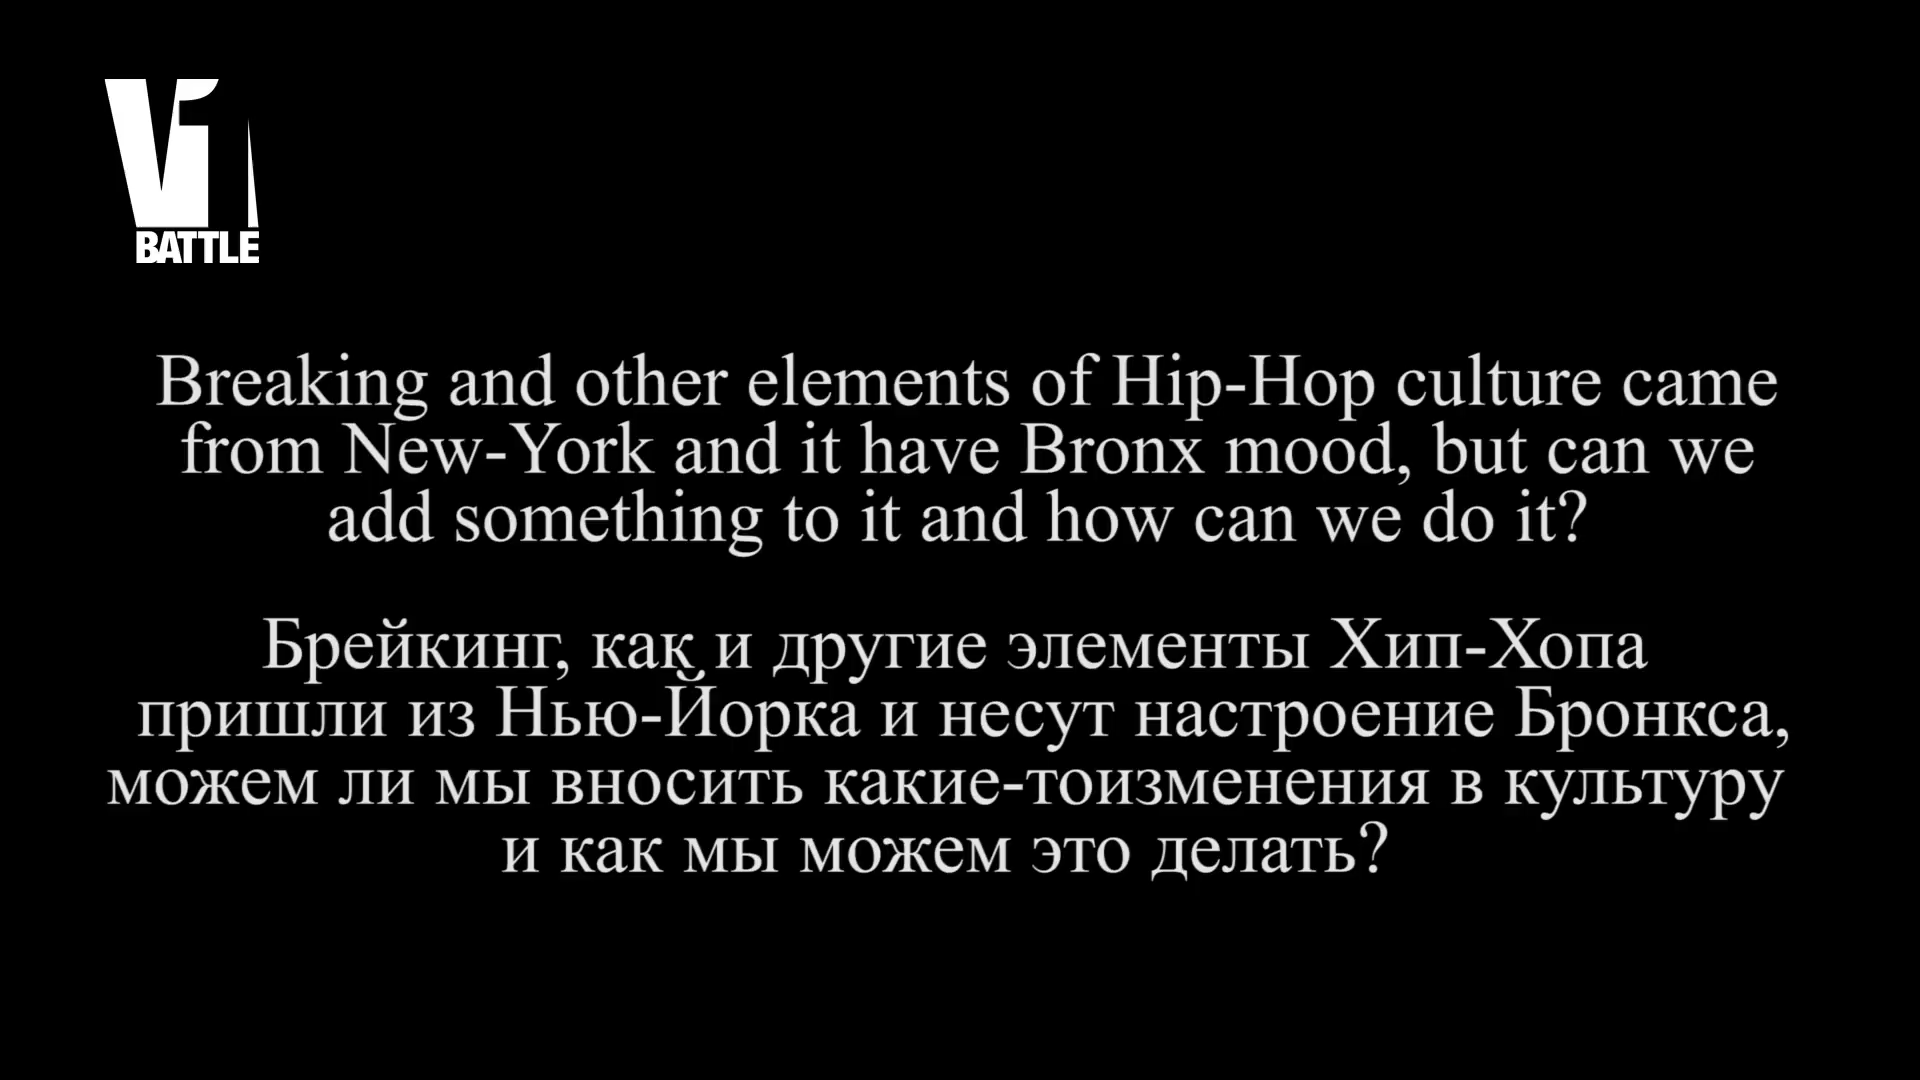 V1
BATTLE
Breaking and other elements of Hip-Hop culture came
from New-York and it have Bronx mood, but can we
add something to it and how can we do it?
Брейкинг, как и другие элементы Хип-Хопа
пришли из Нью-Йорка и несут настроение Бронкса,
можем ли мы вносить какие-тоизменения в культуру
и как мы можем это делать?